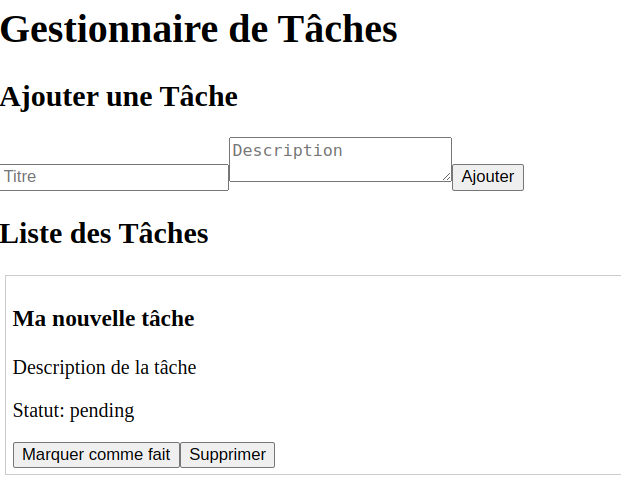 Gestionnaire de Tâches
Ajouter une Tâche
Titre
Description
Ajouter
Liste des Tâches
Ma nouvelle tâche
Description de la tâche
Statut: pending
Marquer comme fait Supprimer